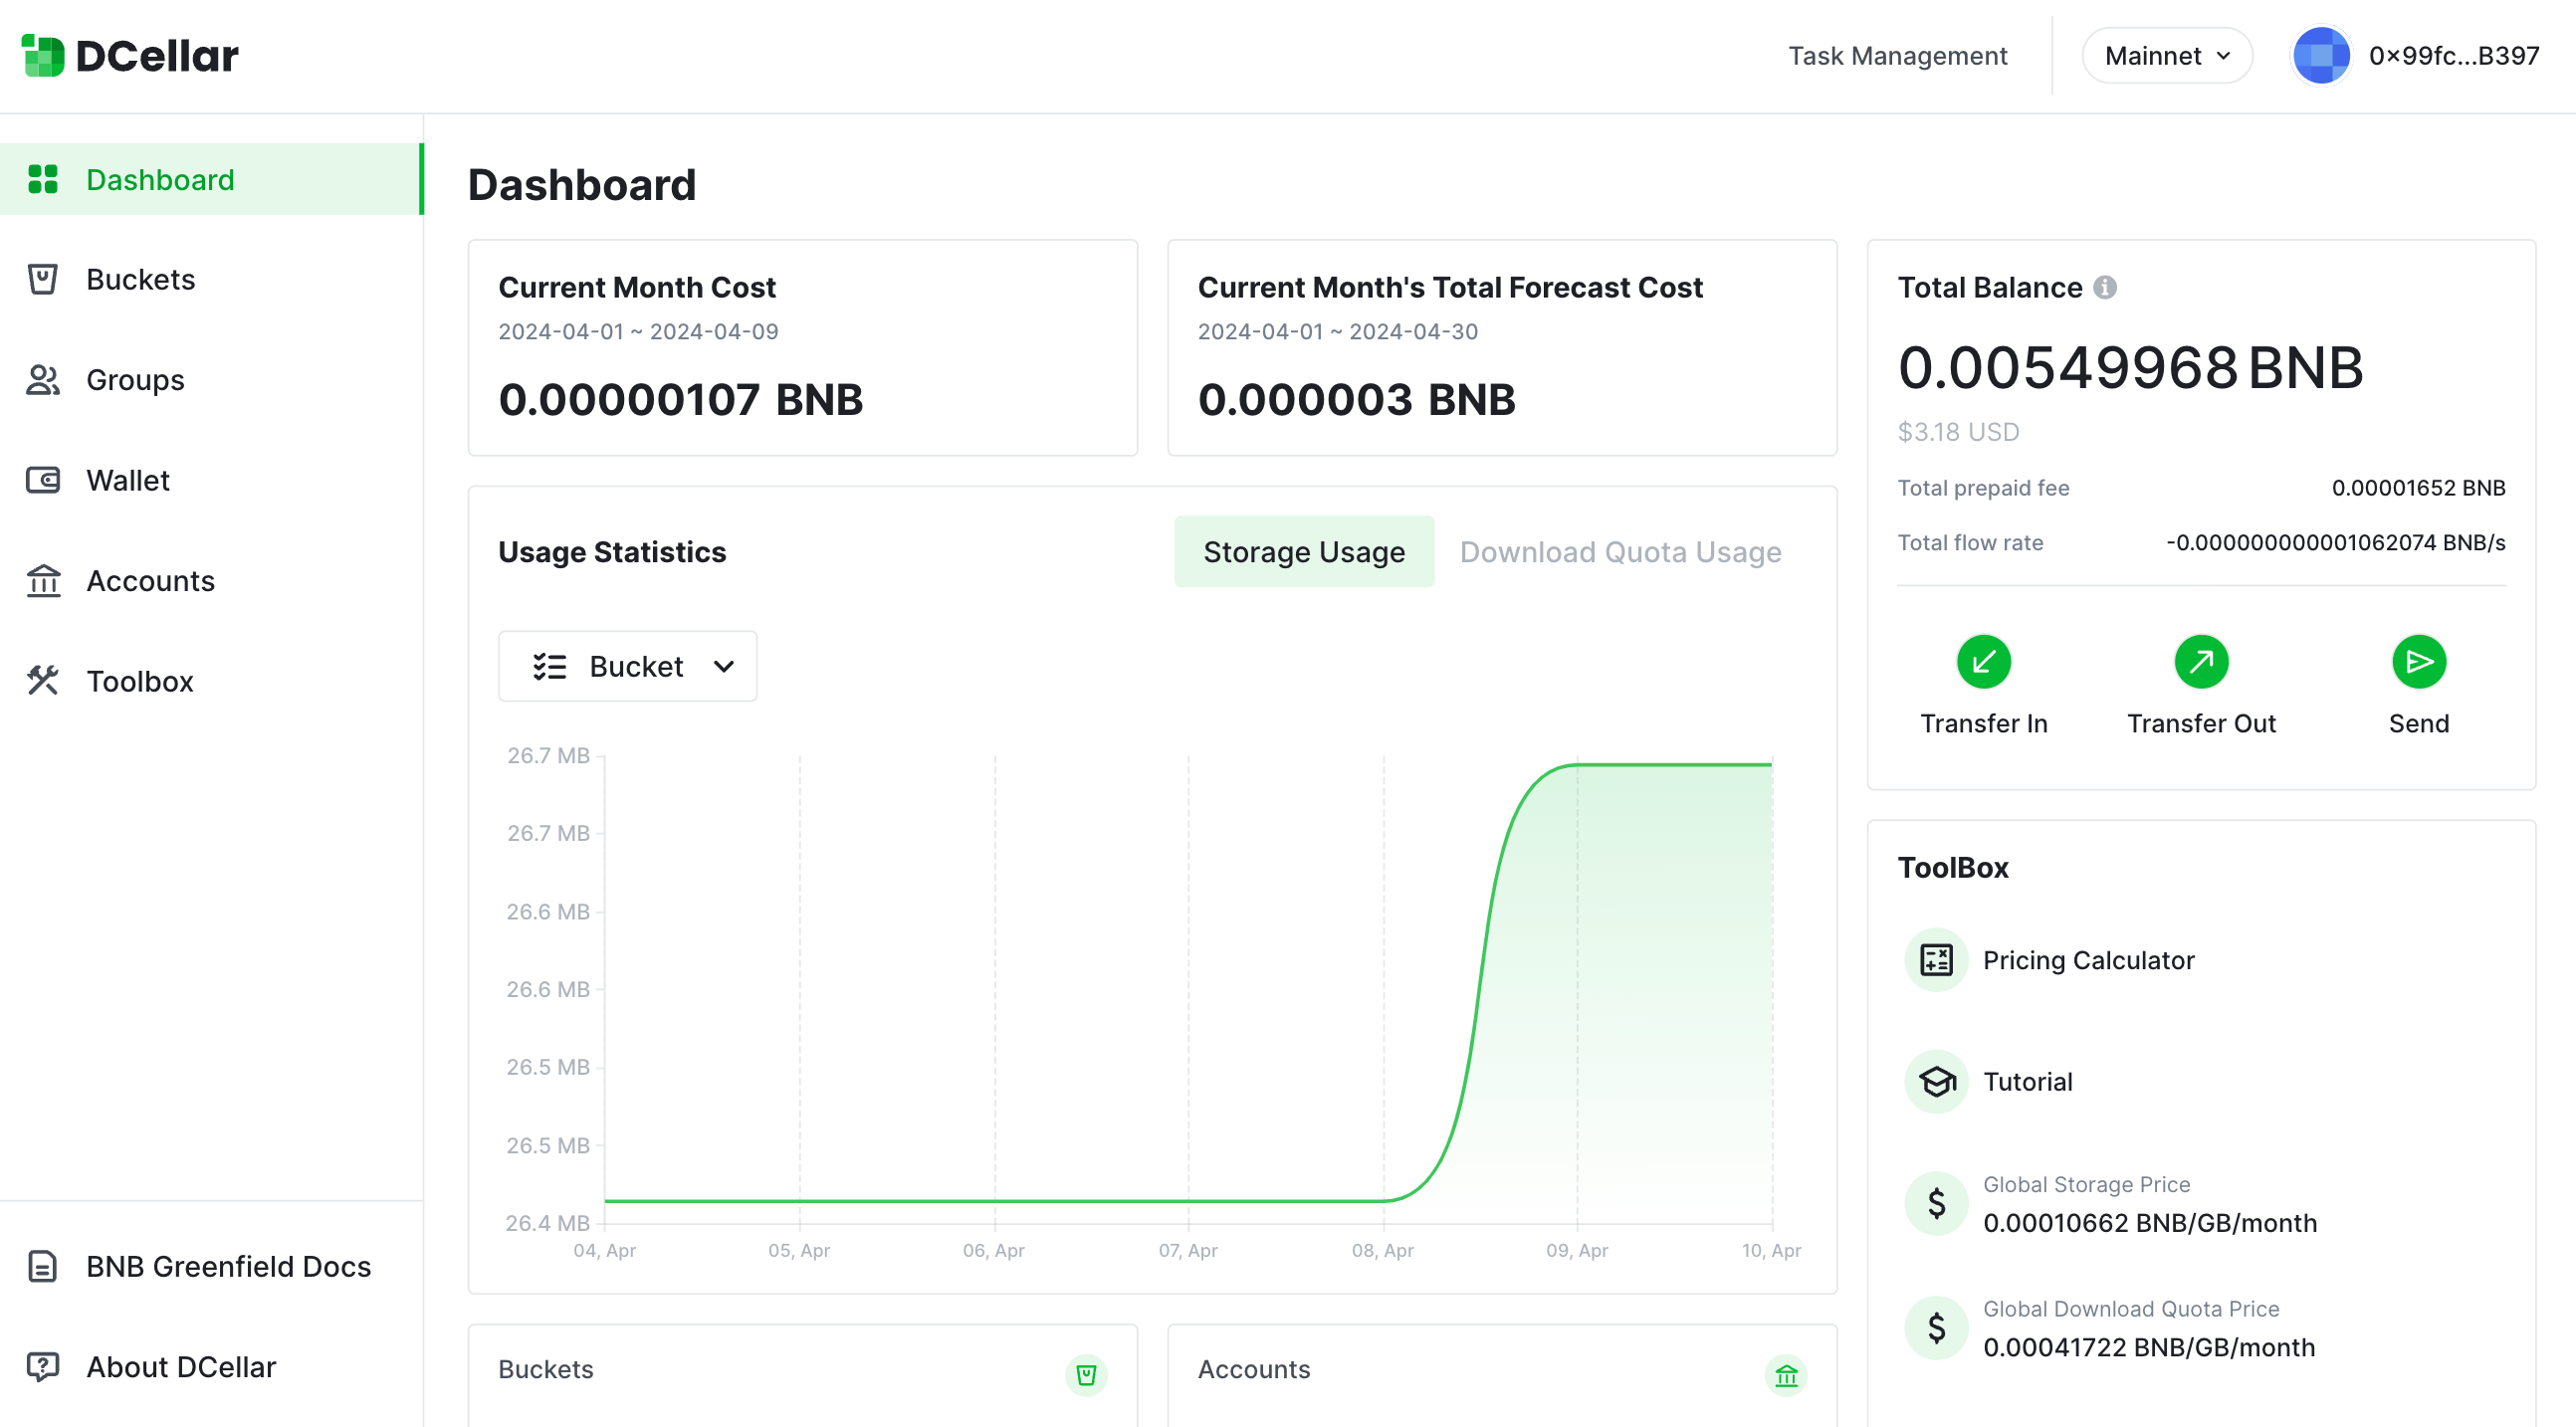 DCellar
Task Management
Mainnet
0×99fc...B397
Dashboard
Buckets
Groups
Wallet
Accounts
Toolbox
BNB Greenfield Docs
About DCellar
Dashboard
Current Month Cost
2024-04-01 ~ 2024-04-09
0.00000107 BNB
Current Month's Total Forecast Cost
2024-04-01 ~ 2024-04-30
0.000003 BNB
Usage Statistics
Storage Usage
Download Quota Usage
Bucket
26.7 MB
26.7 MB
26.6 MB
26.6 MB
26.5 MB
26.5 MB
26.4 MB
04, Apr
05, Apr
06, Apr
07, Apr
08, Apr
09, Apr
10, Apr
Buckets
Accounts
Total Balance
0.00549968 BNB
$3.18 USD
Total prepaid fee
0.00001652 BNB
Total flow rate
-0.000000000001062074 BNB/s
Transfer In
Transfer Out
Send
ToolBox
Pricing Calculator
Tutorial
Global Storage Price
0.00010662 BNB/GB/month
Global Download Quota Price
0.00041722 BNB/GB/month